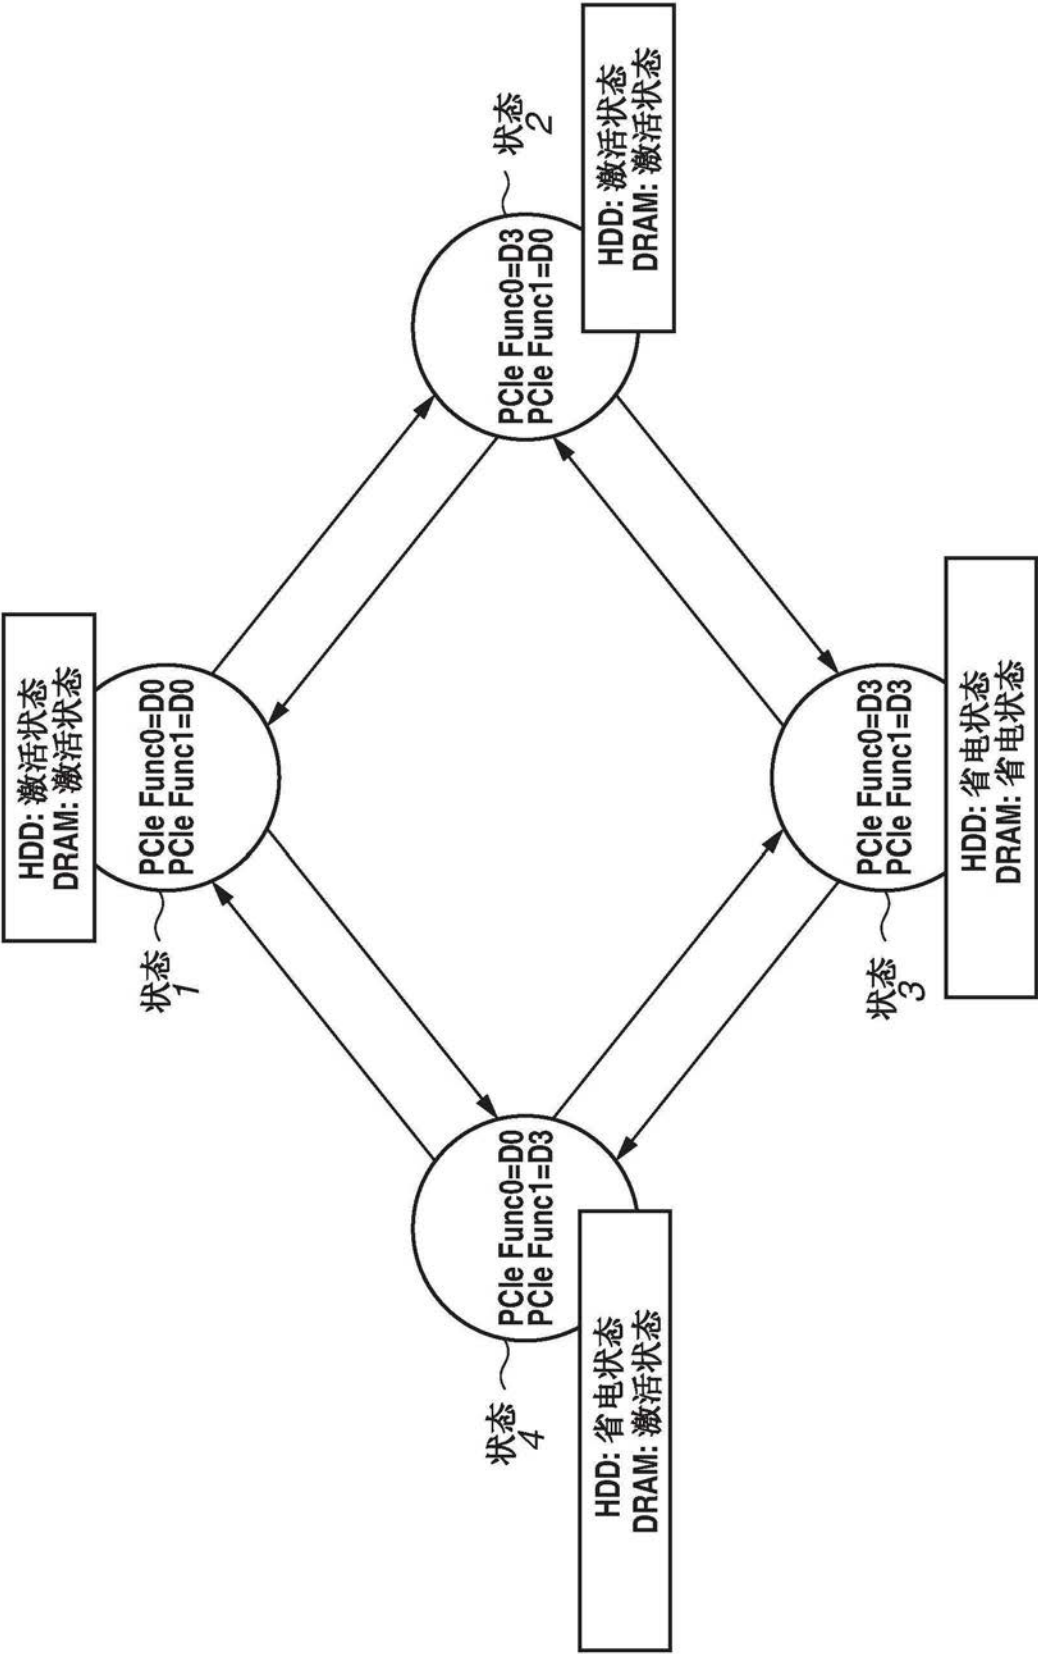 HDD: 激活状态
DRAM: 激活状态
PCIe Func0=D0
PCIe Func1=D0
状态
1
状态
2
PCIe Func0=D3
PCIe Func1=D0
HDD: 激活状态
DRAM: 激活状态
PCIe Func0=D3
PCIe Func1=D3
状态
3
HDD: 省电状态
DRAM: 省电状态
PCIe Func0=D0
PCIe Func1=D3
状态
4
HDD: 省电状态
DRAM: 激活状态